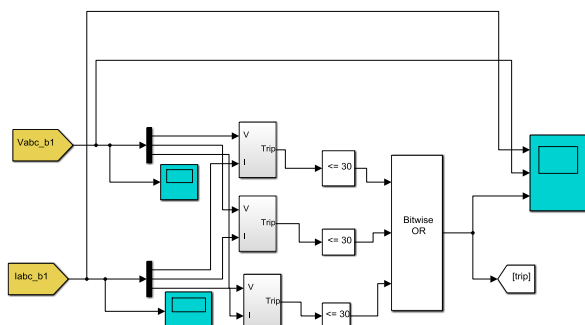 Vabc_b1
V
I
Trip
<= 30
V
I
Trip
<= 30
Bitwise
OR
Iabc_b1
V
I
Trip
<= 30
[trip]